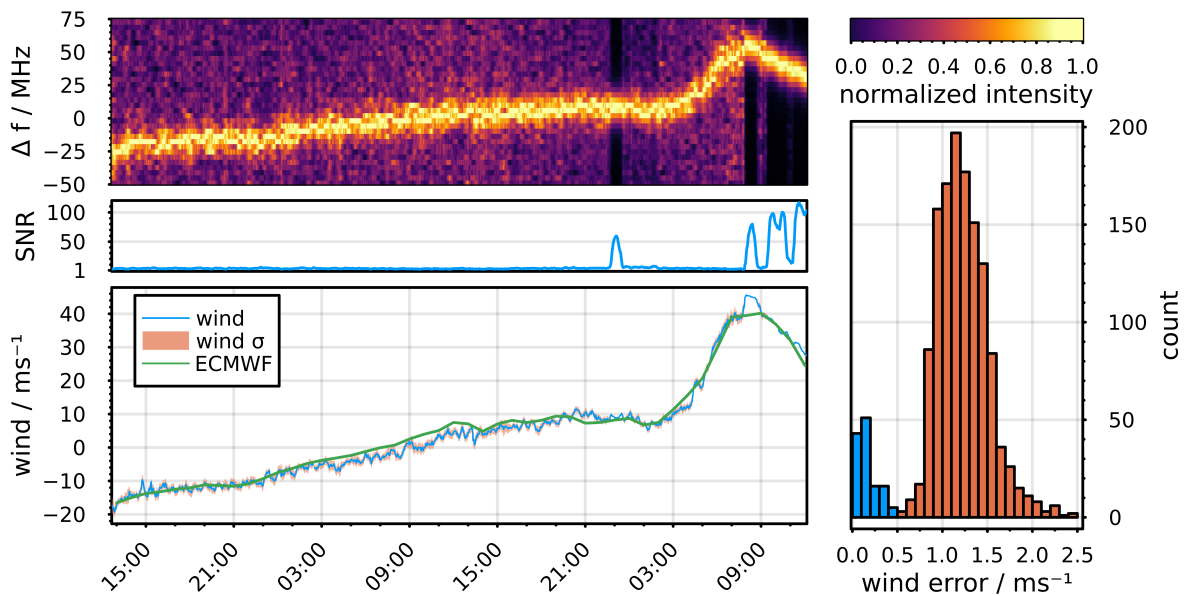 75
50
25
0
−25
−50
Δ f / MHz
100
50
1
SNR
40
30
20
10
0
−10
−20
wind / ms⁻¹
wind
wind σ
ECMWF
15:00
21:00
03:00
09:00
15:00
21:00
03:00
09:00
0.0 0.2 0.4 0.6 0.8 1.0
normalized intensity
200
150
100
50
0
count
0.0 0.5 1.0 1.5 2.0 2.5
wind error / ms⁻¹